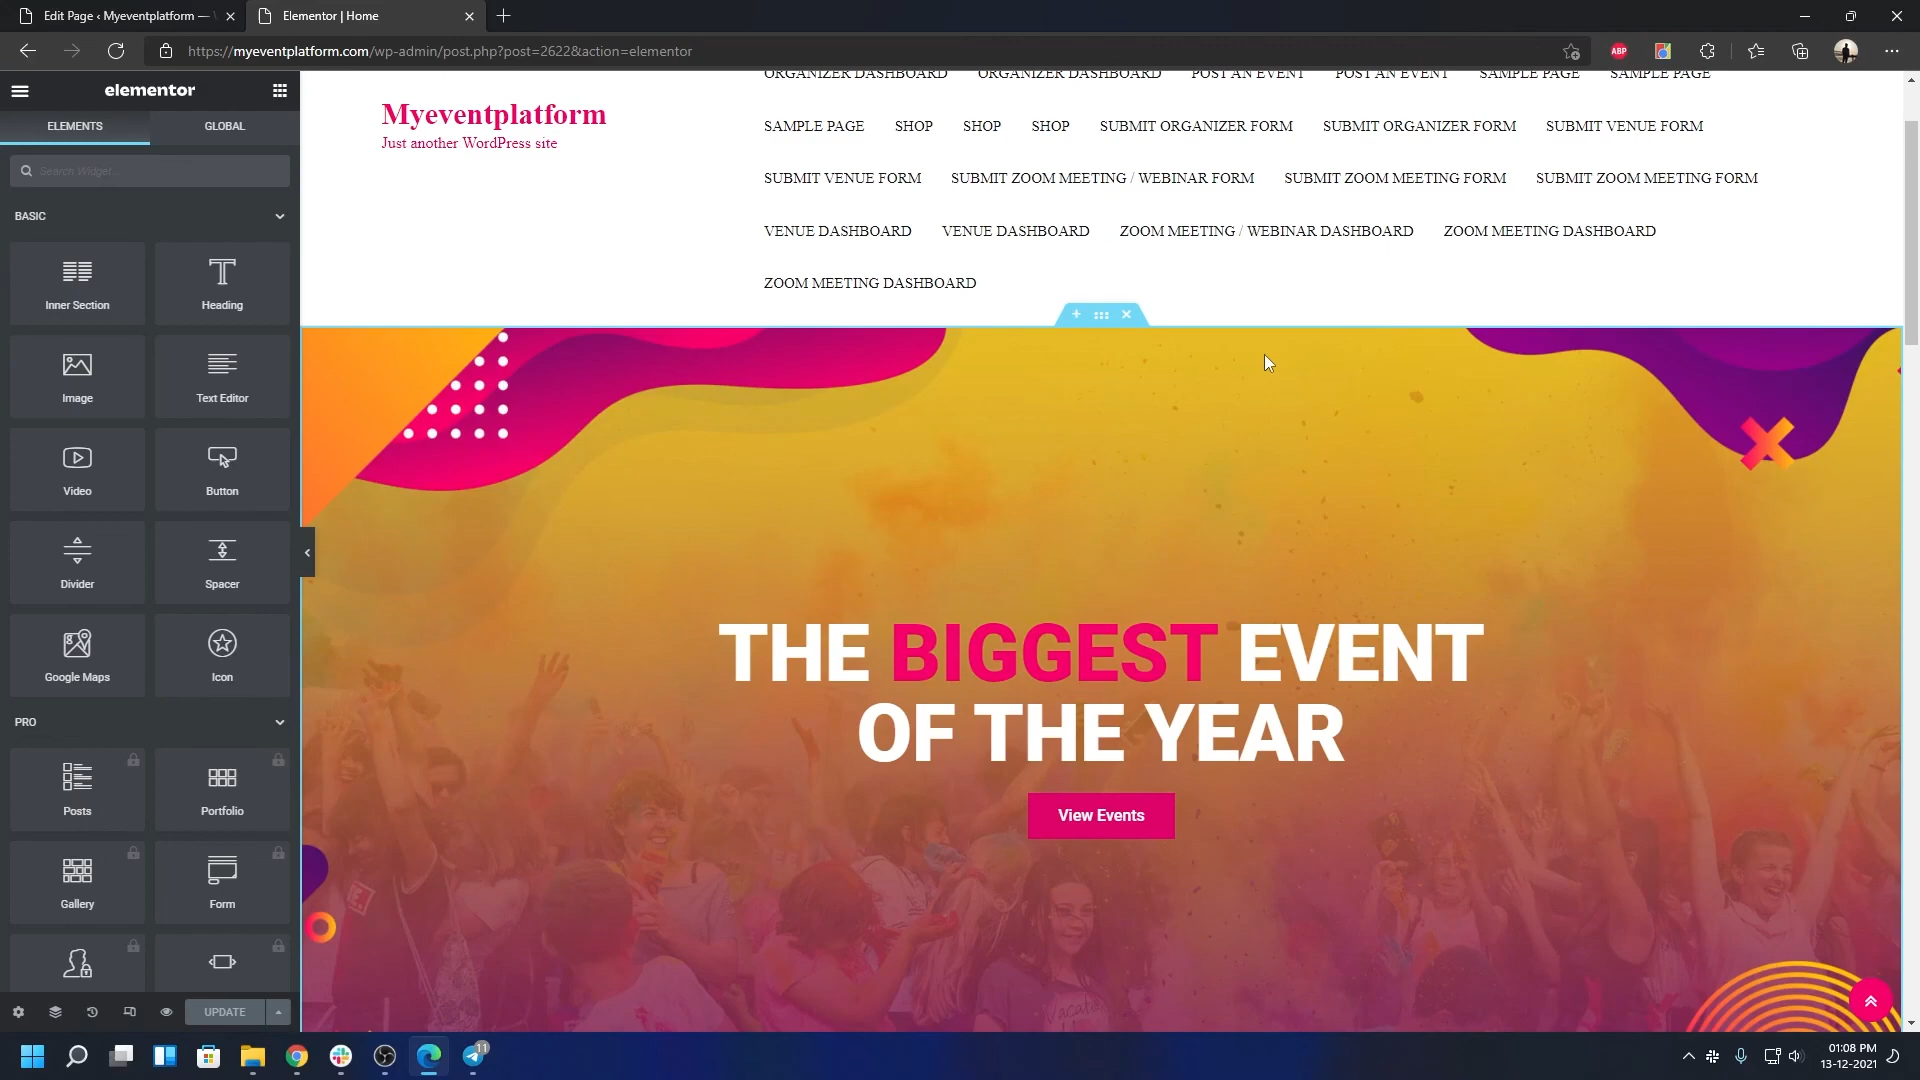 Edit Page ‹ Myeventplatform —
Elementor | Home
https://myeventplatform.com/wp-admin/post.php?post=2622&action=elementor
ABP
elementor
ELEMENTS
GLOBAL
Search Widget...
BASIC
Inner Section
Heading
Image
Text Editor
Video
Button
Divider
Spacer
Google Maps
Icon
PRO
Posts
Portfolio
Gallery
Form
UPDATE
ORGANIZER DASHBOARD ORGANIZER DASHBOARD POST AN EVENT POST AN EVENT SAMPLE PAGE SAMPLE PAGE
Myeventplatform
Just another WordPress site
SAMPLE PAGE SHOP SHOP SHOP SUBMIT ORGANIZER FORM SUBMIT ORGANIZER FORM SUBMIT VENUE FORM
SUBMIT VENUE FORM SUBMIT ZOOM MEETING / WEBINAR FORM SUBMIT ZOOM MEETING FORM SUBMIT ZOOM MEETING FORM
VENUE DASHBOARD VENUE DASHBOARD ZOOM MEETING / WEBINAR DASHBOARD ZOOM MEETING DASHBOARD
ZOOM MEETING DASHBOARD
THE BIGGEST EVENT
OF THE YEAR
View Events
11
01:08 PM
13-12-2021